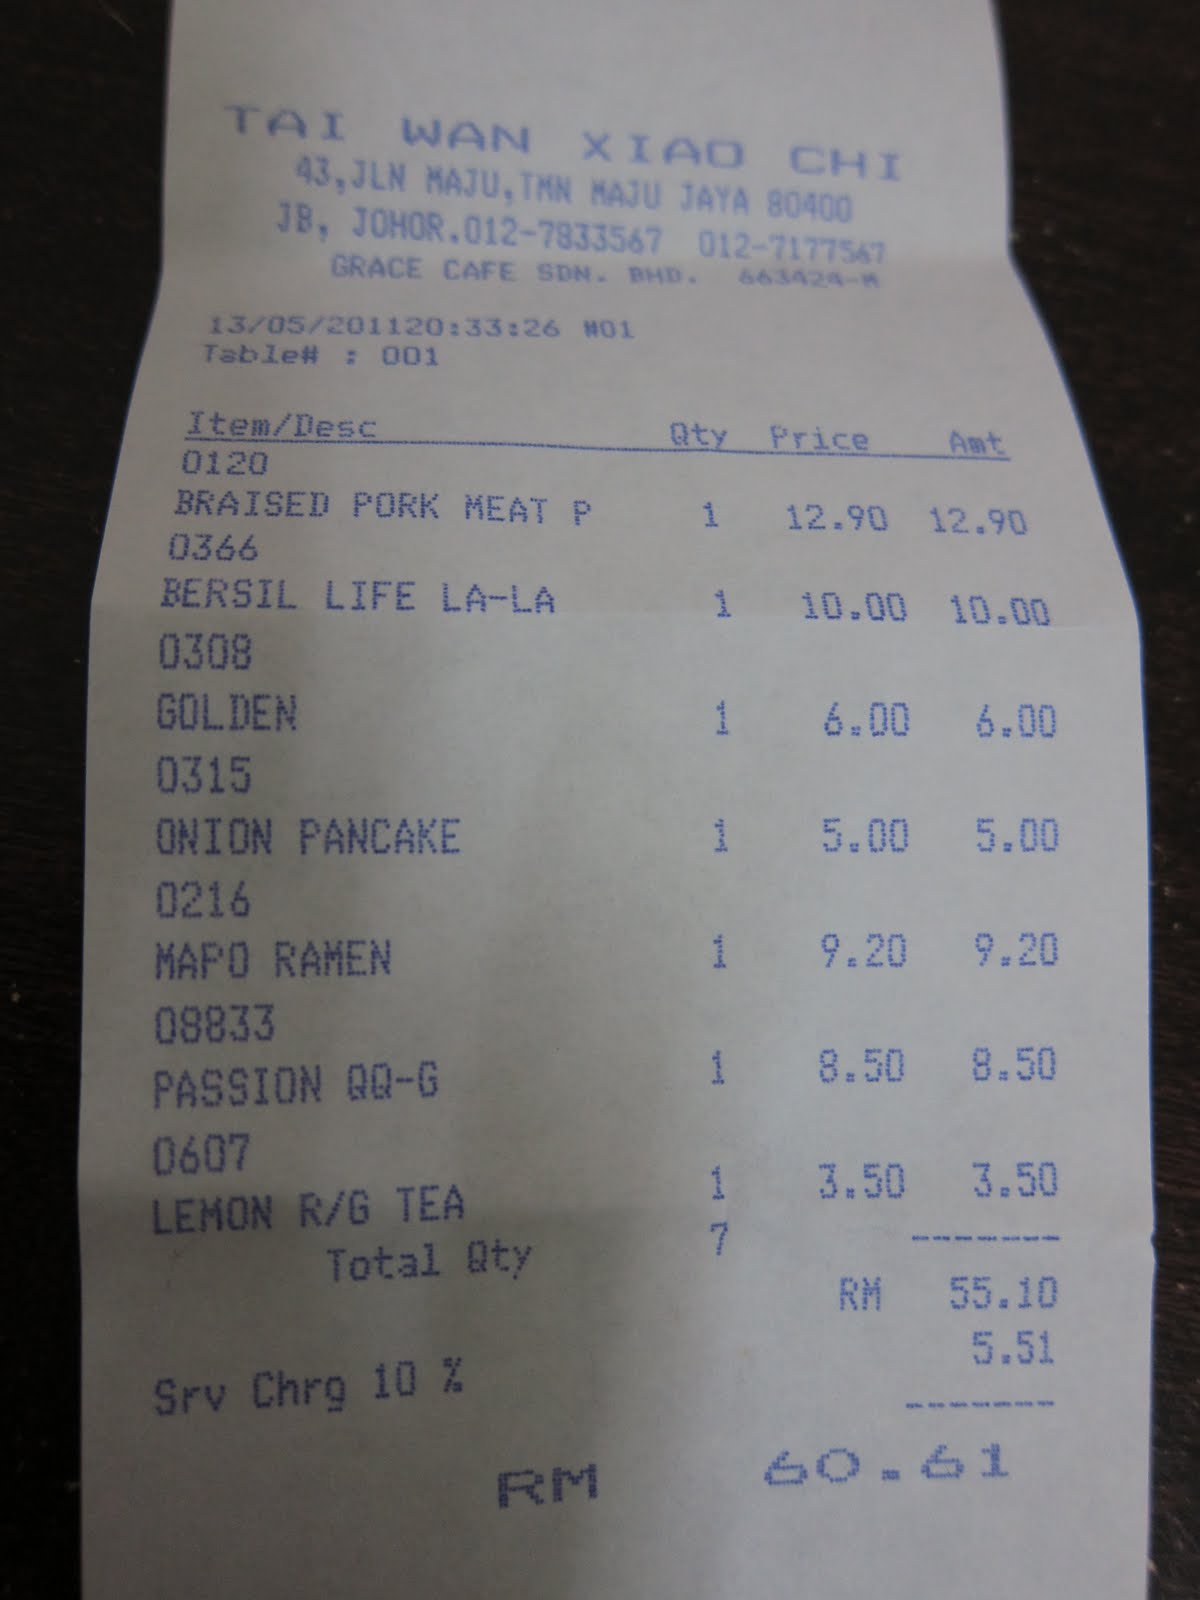 TAI WAN XIAO CHI
43,JLN MAJU,TMN MAJU JAYA 80400
JB, JOHOR.012-7833567 012-7177567
GRACE CAFE SDN. BHD. 663424-M
13/05/201120:33:26 #01
Table# : 001
Item/Desc Qty Price Amt
0120
BRAISED PORK MEAT P 1 12.90 12.90
0366
BERSIL LIFE LA-LA 1 10.00 10.00
0308
GOLDEN 1 6.00 6.00
0315
ONION PANCAKE 1 5.00 5.00
0216
MAPO RAMEN 1 9.20 9.20
08833
PASSION QQ-G 1 8.50 8.50
0607
LEMON R/G TEA 1 3.50 3.50
Total Qty 7 -------
RM 55.10
Srv Chrg 10 % 5.51
-------
RM 60.61